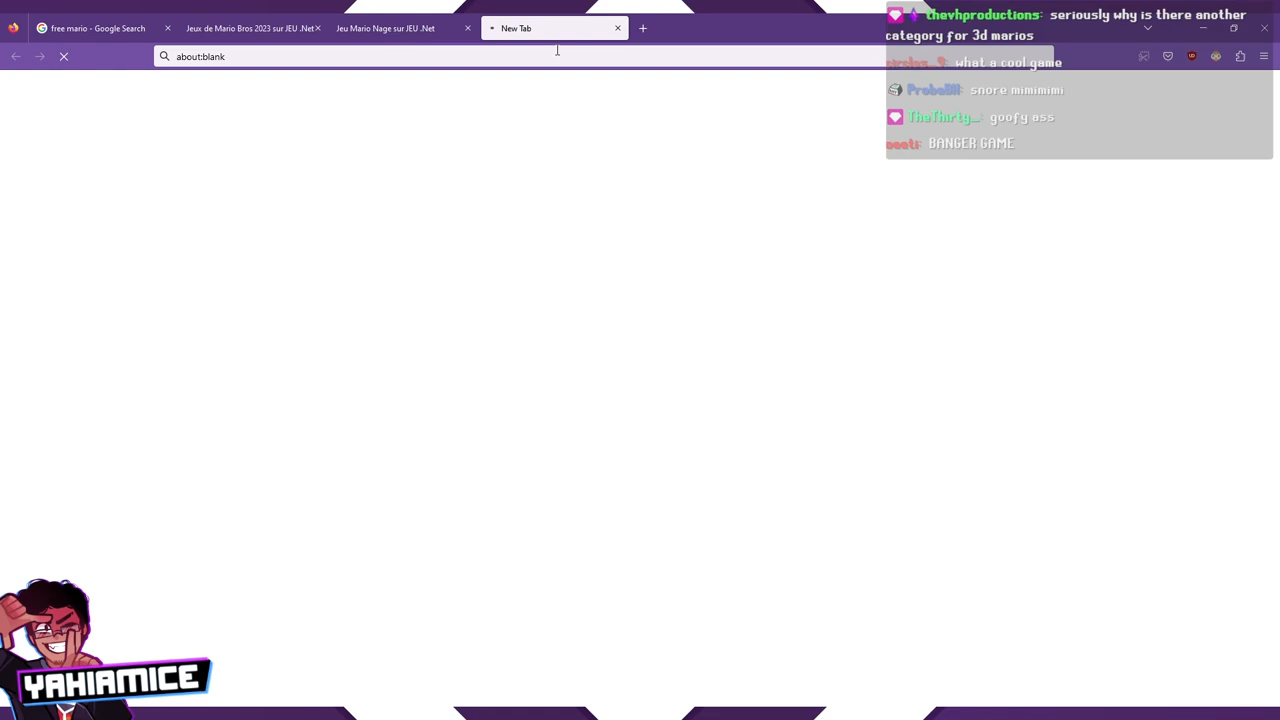 free mario - Google Search
Jeux de Mario Bros 2023 sur JEU .Net
Jeu Mario Nage sur JEU .Net
New Tab
about:blank
thevhproductions: seriously why is there another
category for 3d marios
what a cool game
ProbaBM: snore mimimimi
TheThirty_: goofy ass
BANGER GAME
YAHIAMICE